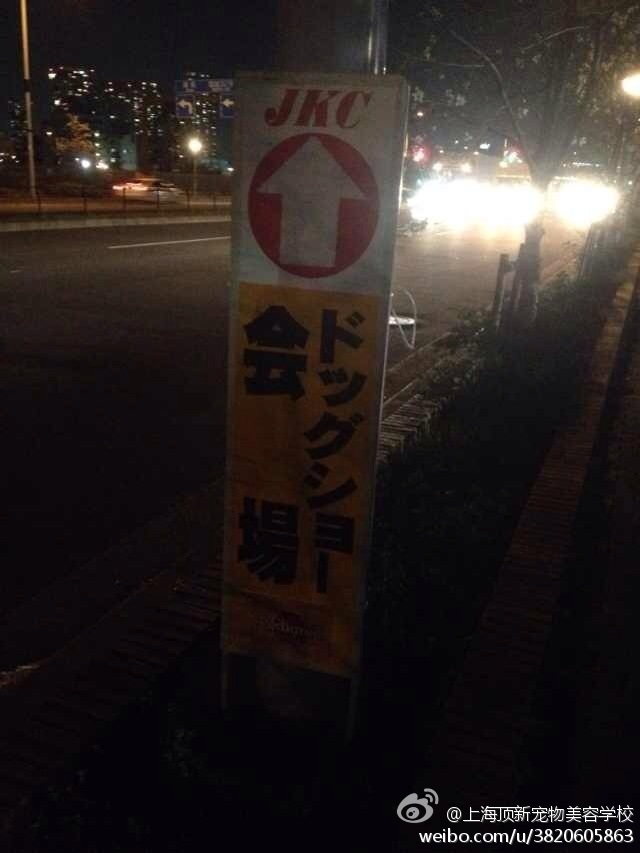 JKC
ドッグショー
会場
@上海顶新宠物美容学校
weibo.com/u/3820605863